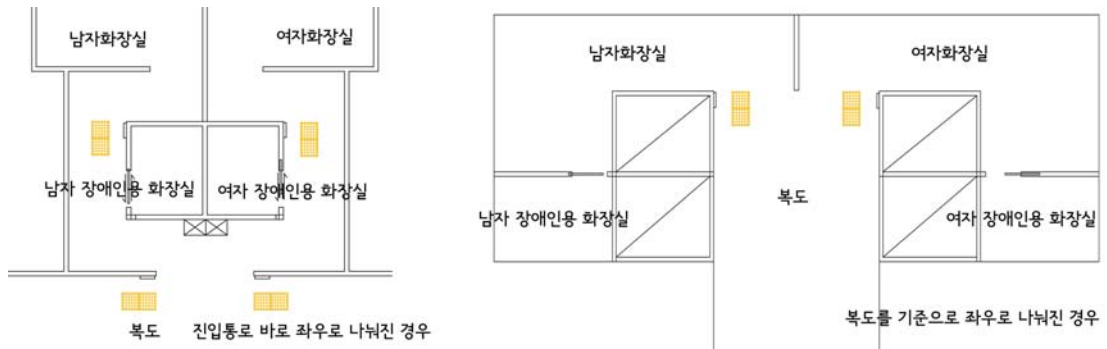 남자화장실
여자화장실
남자 장애인용 화장실
여자 장애인용 화장실
복도
진입통로 바로 좌우로 나눠진 경우
남자화장실
여자화장실
복도
남자 장애인용 화장실
여자 장애인용 화장실
복도를 기준으로 좌우로 나눠진 경우